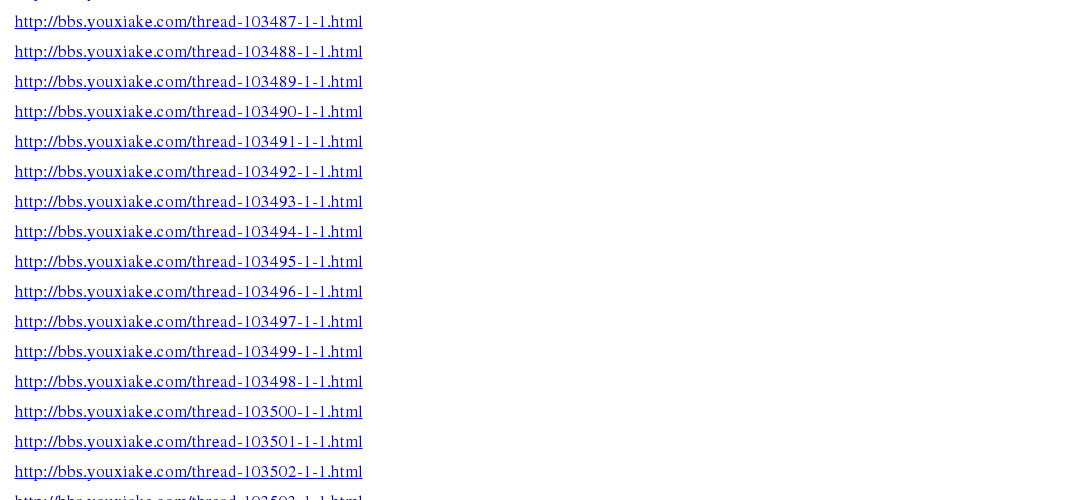 http://bbs.youxiake.com/thread-103487-1-1.html
http://bbs.youxiake.com/thread-103488-1-1.html
http://bbs.youxiake.com/thread-103489-1-1.html
http://bbs.youxiake.com/thread-103490-1-1.html
http://bbs.youxiake.com/thread-103491-1-1.html
http://bbs.youxiake.com/thread-103492-1-1.html
http://bbs.youxiake.com/thread-103493-1-1.html
http://bbs.youxiake.com/thread-103494-1-1.html
http://bbs.youxiake.com/thread-103495-1-1.html
http://bbs.youxiake.com/thread-103496-1-1.html
http://bbs.youxiake.com/thread-103497-1-1.html
http://bbs.youxiake.com/thread-103499-1-1.html
http://bbs.youxiake.com/thread-103498-1-1.html
http://bbs.youxiake.com/thread-103500-1-1.html
http://bbs.youxiake.com/thread-103501-1-1.html
http://bbs.youxiake.com/thread-103502-1-1.html